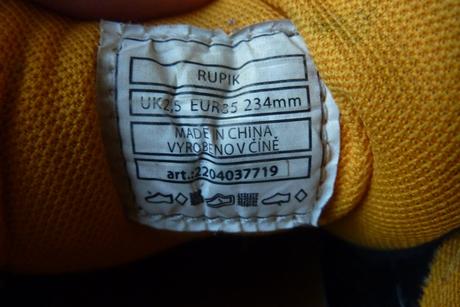 RUPIK
UK2,5 EUR35 234mm
MADE IN CHINA
VYROBENO V ČÍNĚ
art.:2204037719